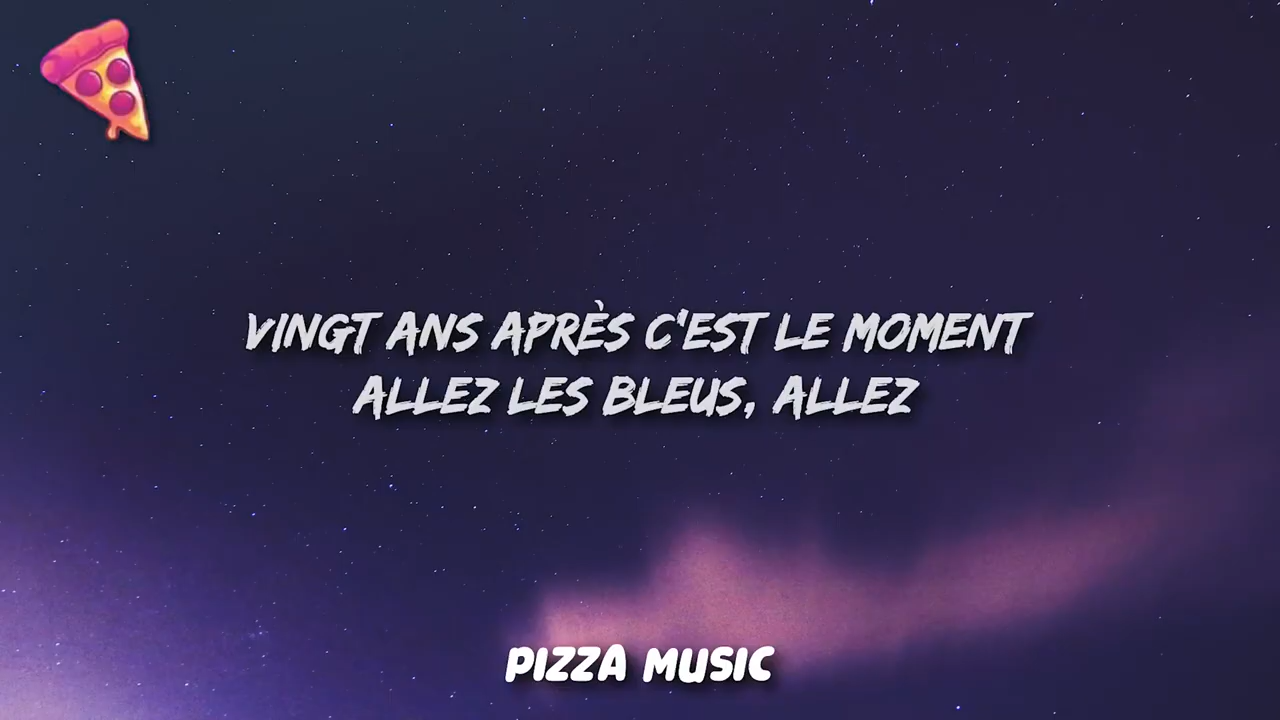 VINGT ANS APRÈS C'EST LE MOMENT
ALLEZ LES BLEUS, ALLEZ
PIZZA MUSIC